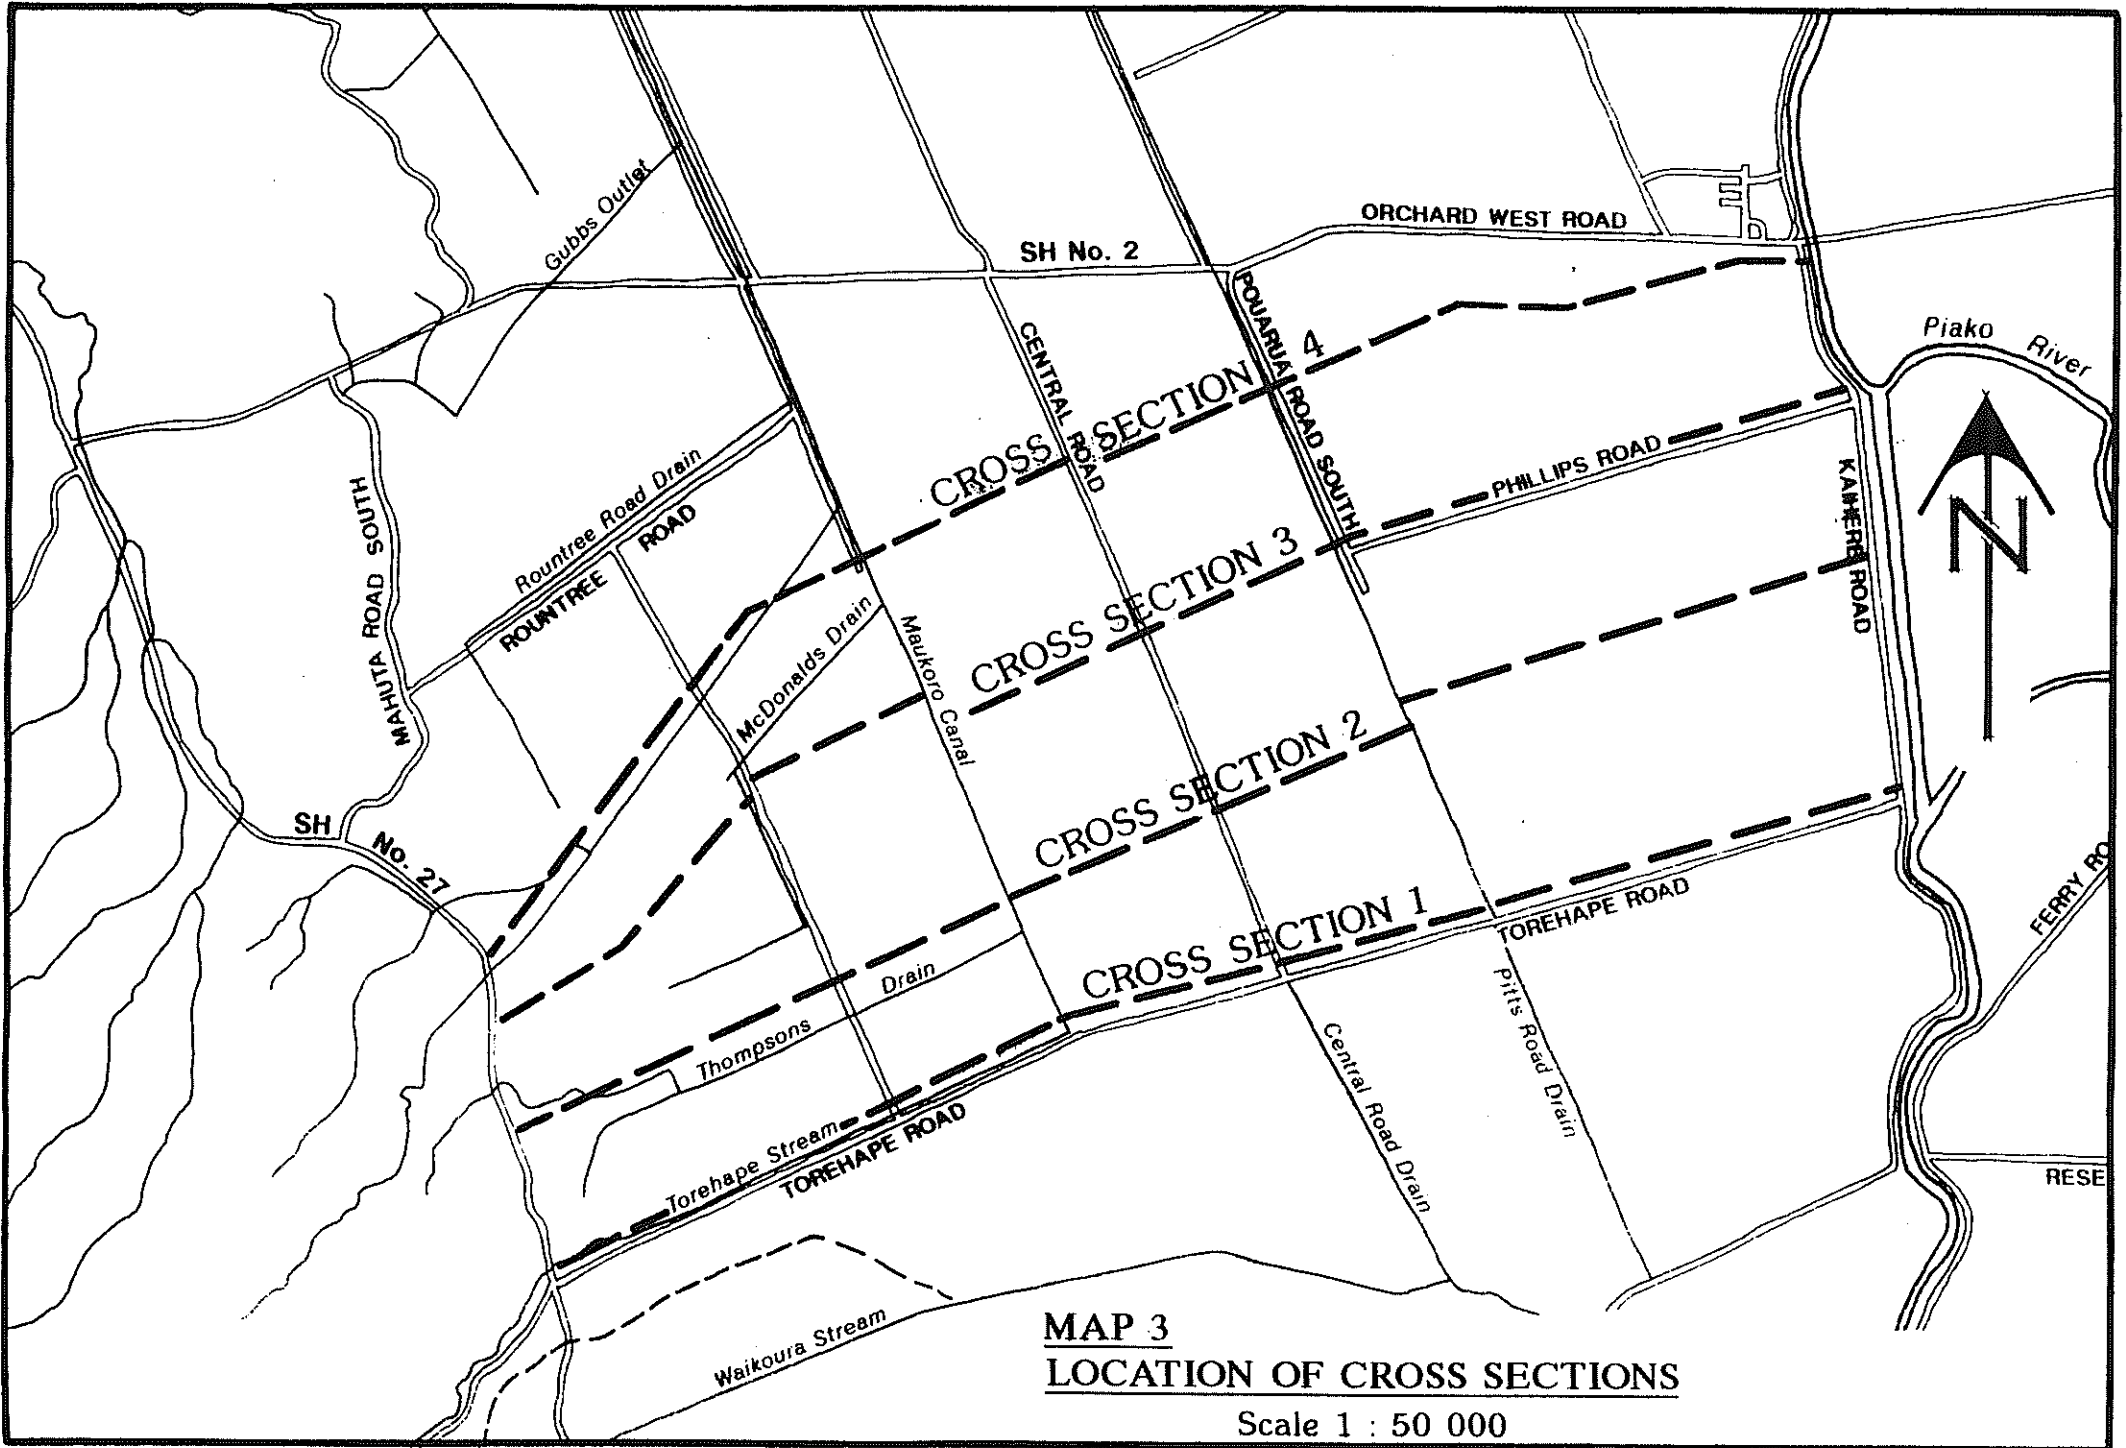 Gubbs Outlet
ORCHARD WEST ROAD
SH No. 2
Piako River
POUARUA ROAD SOUTH
CENTRAL ROAD
CROSS SECTION 4
PHILLIPS ROAD
KAIHERE ROAD
N
Rountree Road Drain
ROUNTREE ROAD
MAHUTA ROAD SOUTH
CROSS SECTION 3
McDonalds Drain
Maukoro Canal
CROSS SECTION 2
SH No. 27
CROSS SECTION 1
TOREHAPE ROAD
FERRY RO
Thompsons Drain
Pitts Road Drain
Central Road Drain
Torehape Stream
TOREHAPE ROAD
RESE
Waikoura Stream
MAP 3
LOCATION OF CROSS SECTIONS
Scale 1 : 50 000